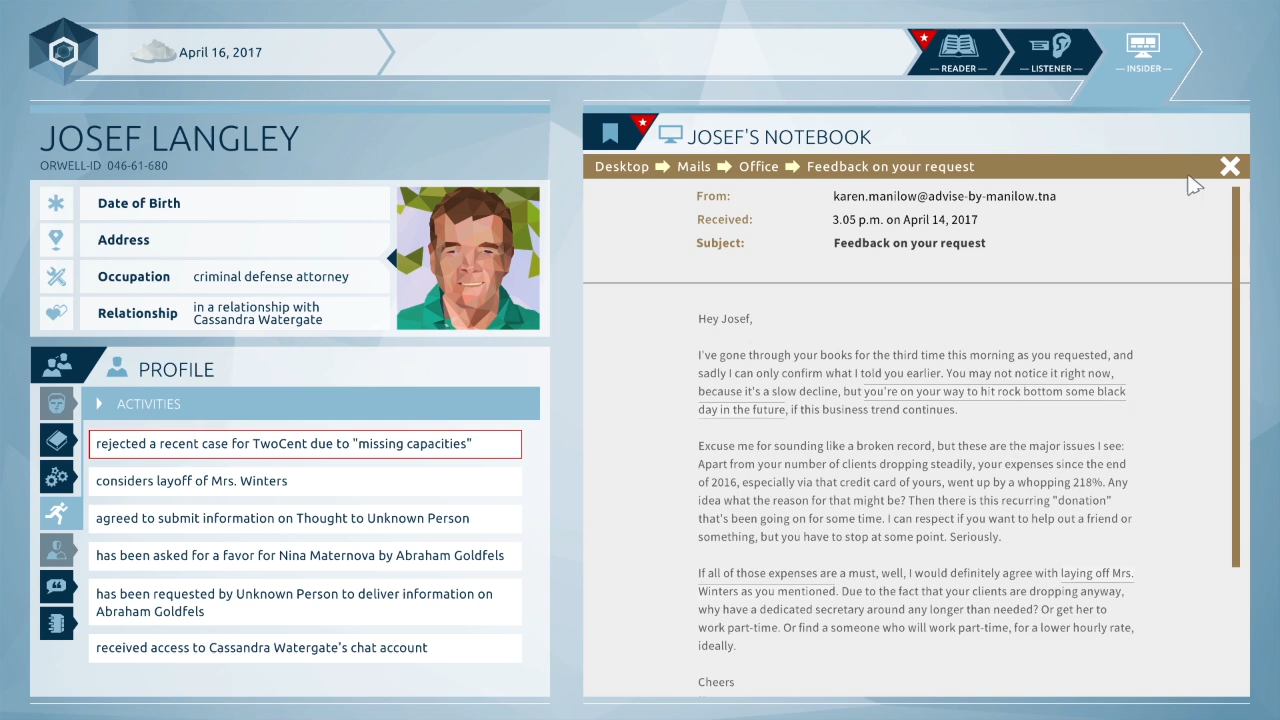 April 16, 2017
— READER —
— LISTENER —
— INSIDER —
JOSEF LANGLEY
ORWELL-ID 046-61-680
Date of Birth
Address
Occupation criminal defense attorney
Relationship in a relationship with
Cassandra Watergate
PROFILE
ACTIVITIES
rejected a recent case for TwoCent due to "missing capacities"
considers layoff of Mrs. Winters
agreed to submit information on Thought to Unknown Person
has been asked for a favor for Nina Maternova by Abraham Goldfels
has been requested by Unknown Person to deliver information on
Abraham Goldfels
received access to Cassandra Watergate's chat account
JOSEF'S NOTEBOOK
Desktop Mails Office Feedback on your request
From: karen.manilow@advise-by-manilow.tna
Received: 3.05 p.m. on April 14, 2017
Subject: Feedback on your request
Hey Josef,
I've gone through your books for the third time this morning as you requested, and
sadly I can only confirm what I told you earlier. You may not notice it right now,
because it's a slow decline, but you're on your way to hit rock bottom some black
day in the future, if this business trend continues.
Excuse me for sounding like a broken record, but these are the major issues I see:
Apart from your number of clients dropping steadily, your expenses since the end
of 2016, especially via that credit card of yours, went up by a whopping 218%. Any
idea what the reason for that might be? Then there is this recurring "donation"
that's been going on for some time. I can respect if you want to help out a friend or
something, but you have to stop at some point. Seriously.
If all of those expenses are a must, well, I would definitely agree with laying off Mrs.
Winters as you mentioned. Due to the fact that your clients are dropping anyway,
why have a dedicated secretary around any longer than needed? Or get her to
work part-time. Or find a someone who will work part-time, for a lower hourly rate,
ideally.
Cheers